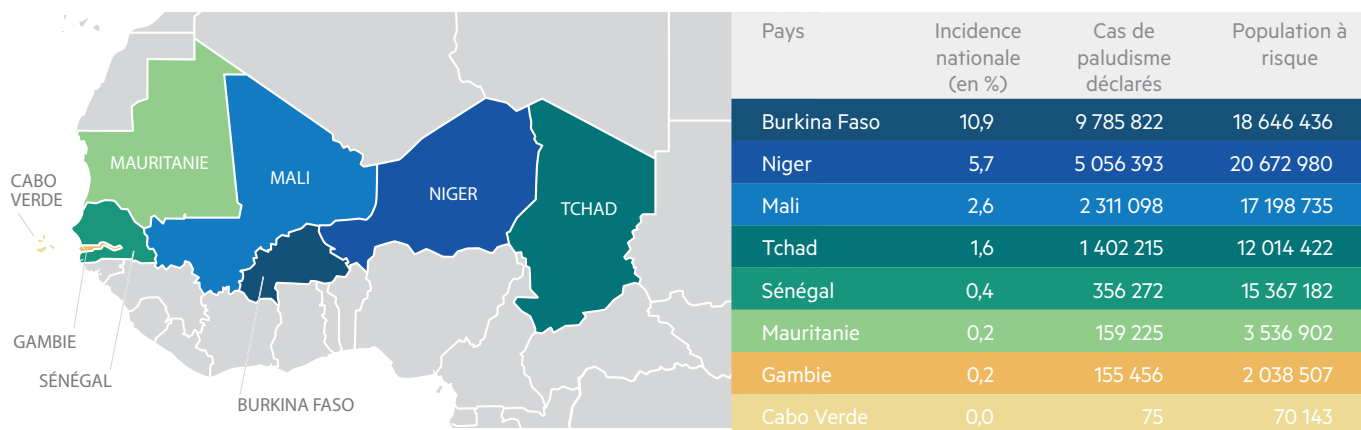 MAURITANIE
MALI
NIGER
TCHAD
CABO
VERDE
GAMBIE
SÉNÉGAL
BURKINA FASO
Pays Incidence nationale (en %) Cas de paludisme déclarés Population à risque
Burkina Faso 10,9 9 785 822 18 646 436
Niger 5,7 5 056 393 20 672 980
Mali 2,6 2 311 098 17 198 735
Tchad 1,6 1 402 215 12 014 422
Sénégal 0,4 356 272 15 367 182
Mauritanie 0,2 159 225 3 536 902
Gambie 0,2 155 456 2 038 507
Cabo Verde 0,0 75 70 143